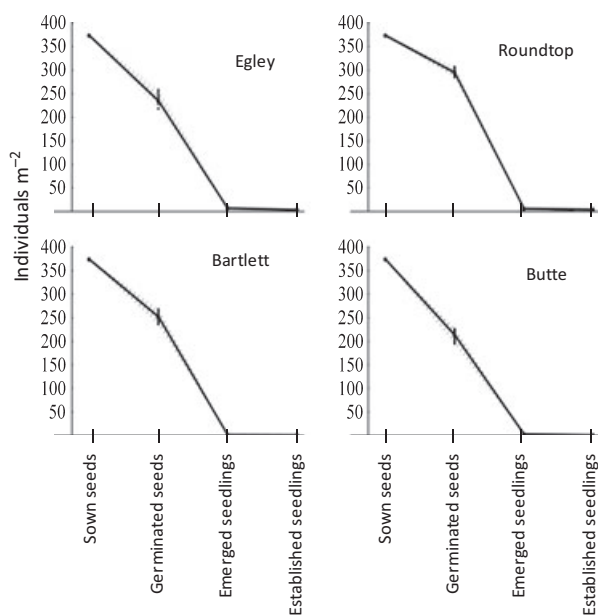 Individuals m⁻²
400
350
300
250
200
150
100
50
Egley
400
350
300
250
200
150
100
50
Roundtop
400
350
300
250
200
150
100
50
Bartlett
400
350
300
250
200
150
100
50
Butte
Sown seeds
Germinated seeds
Emerged seedlings
Established seedlings
Sown seeds
Germinated seeds
Emerged seedlings
Established seedlings